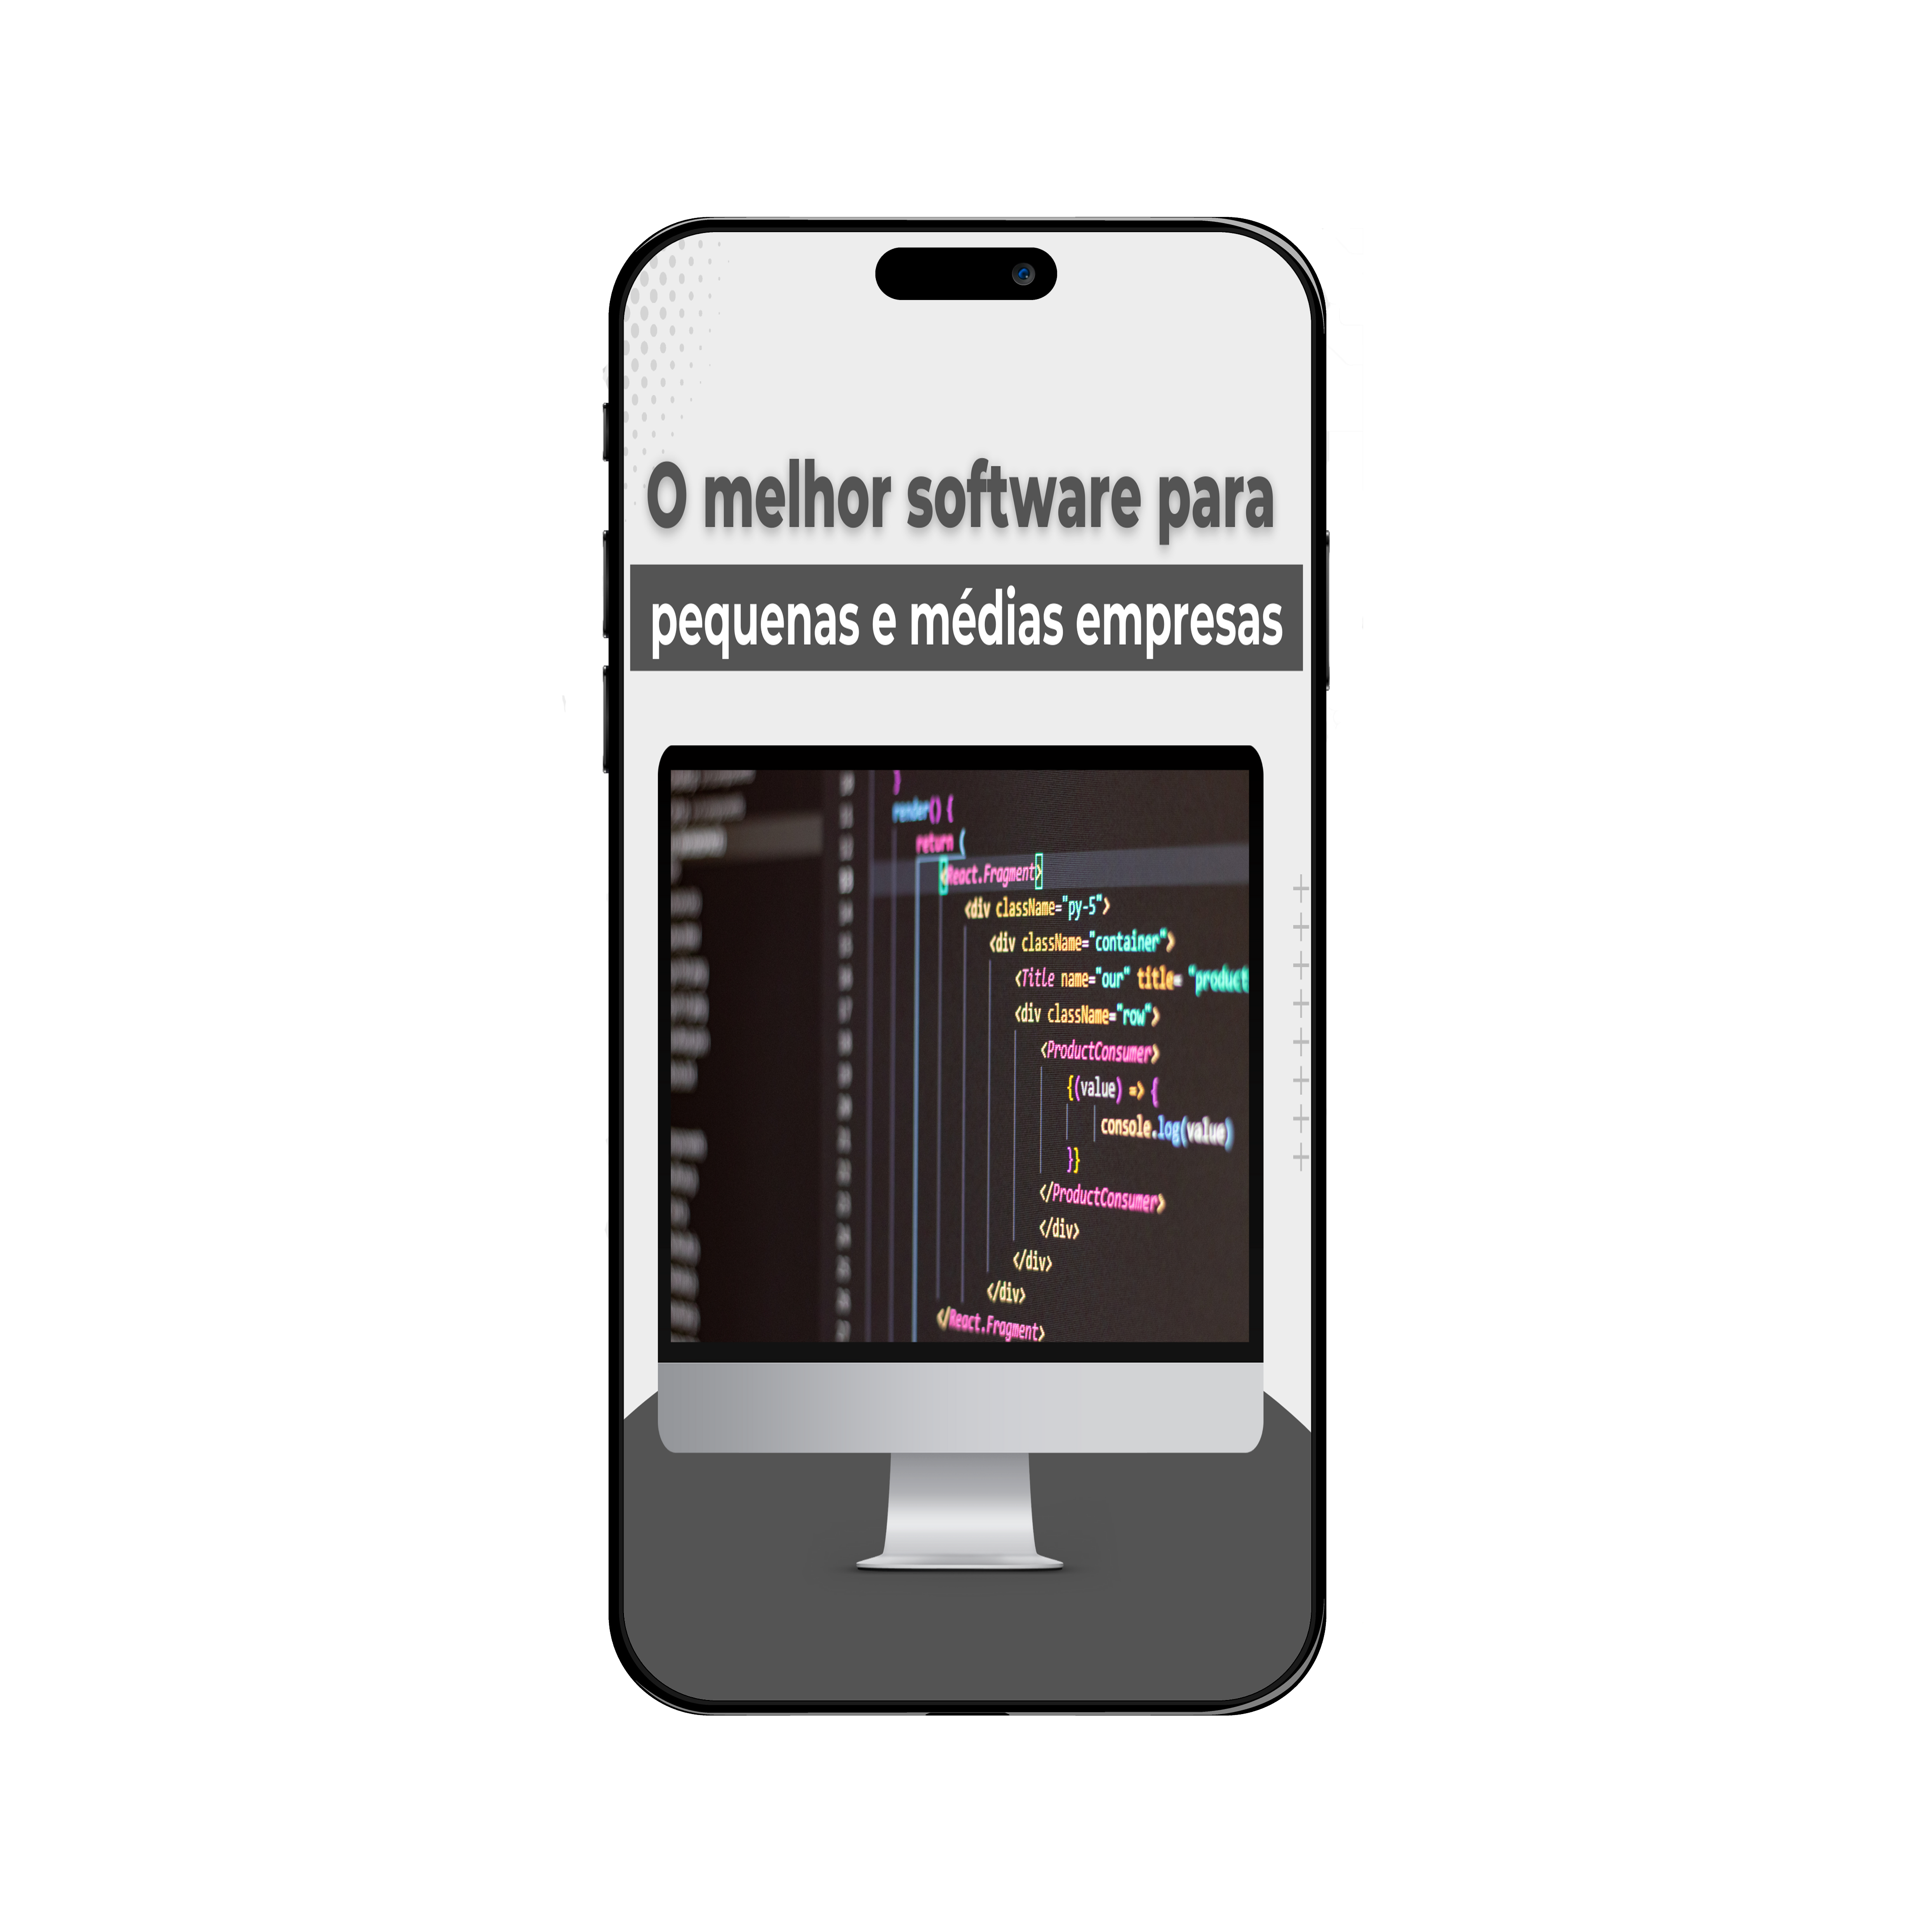 O melhor software para
pequenas e médias empresas
}
render() {
return (
<React.Fragment>
<div className="py-5">
<div className="container">
<Title name="our" title= "product
<div className="row">
<ProductConsumer>
{(value) => {
console.log(value)
}}
</ProductConsumer>
</div>
</div>
</div>
</React.Fragment>